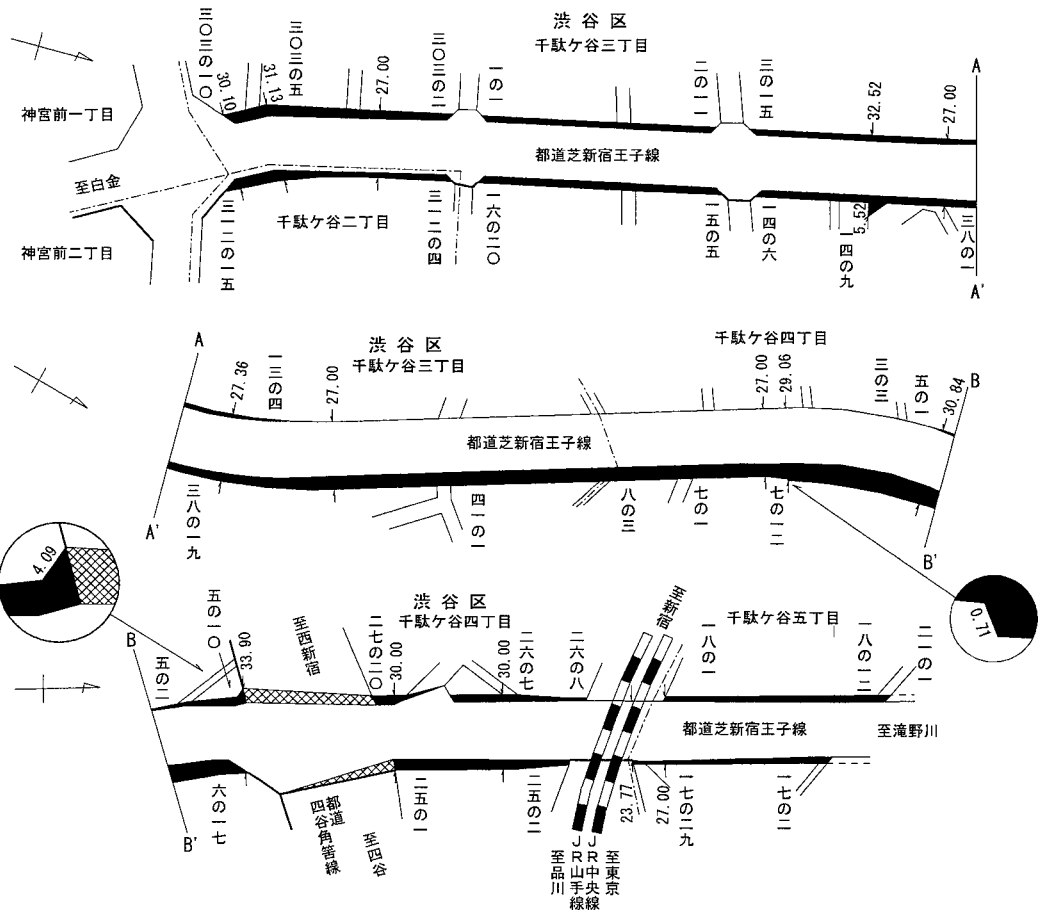 渋谷区
千駄ケ谷三丁目
三〇三の一〇
30.10
31.13
三〇三の五
27.00
三〇三の二
一の一
二の一一
三の一五
32.52
27.00
A
神宮前一丁目
都道芝新宿王子線
至白金
神宮前二丁目
三一二の一五
千駄ケ谷二丁目
三一二の四
一六の二〇
一五の五
一四の六
一四の九
5.52
三八の一
A'
A
27.36
一三の四
渋谷区
千駄ケ谷三丁目
27.00
千駄ケ谷四丁目
27.00
29.06
三の三
五の一
30.84
B
都道芝新宿王子線
A'
三八の一九
四一の一
八の三
七の一
七の一二
B'
4.09
0.71
B
五の二
五の一〇
33.90
至西新宿
二七の二〇
渋谷区
千駄ケ谷四丁目
30.00
30.00
二六の七
二六の八
至新宿
一八の一
千駄ケ谷五丁目
一八の一二
二一の一
都道芝新宿王子線
至滝野川
B'
六の一七
都道
四谷角筈線
至四谷
二五の一
二五の二
23.77
27.00
一七の二九
一七の二
至品川
JR山手線
JR中央線
至東京